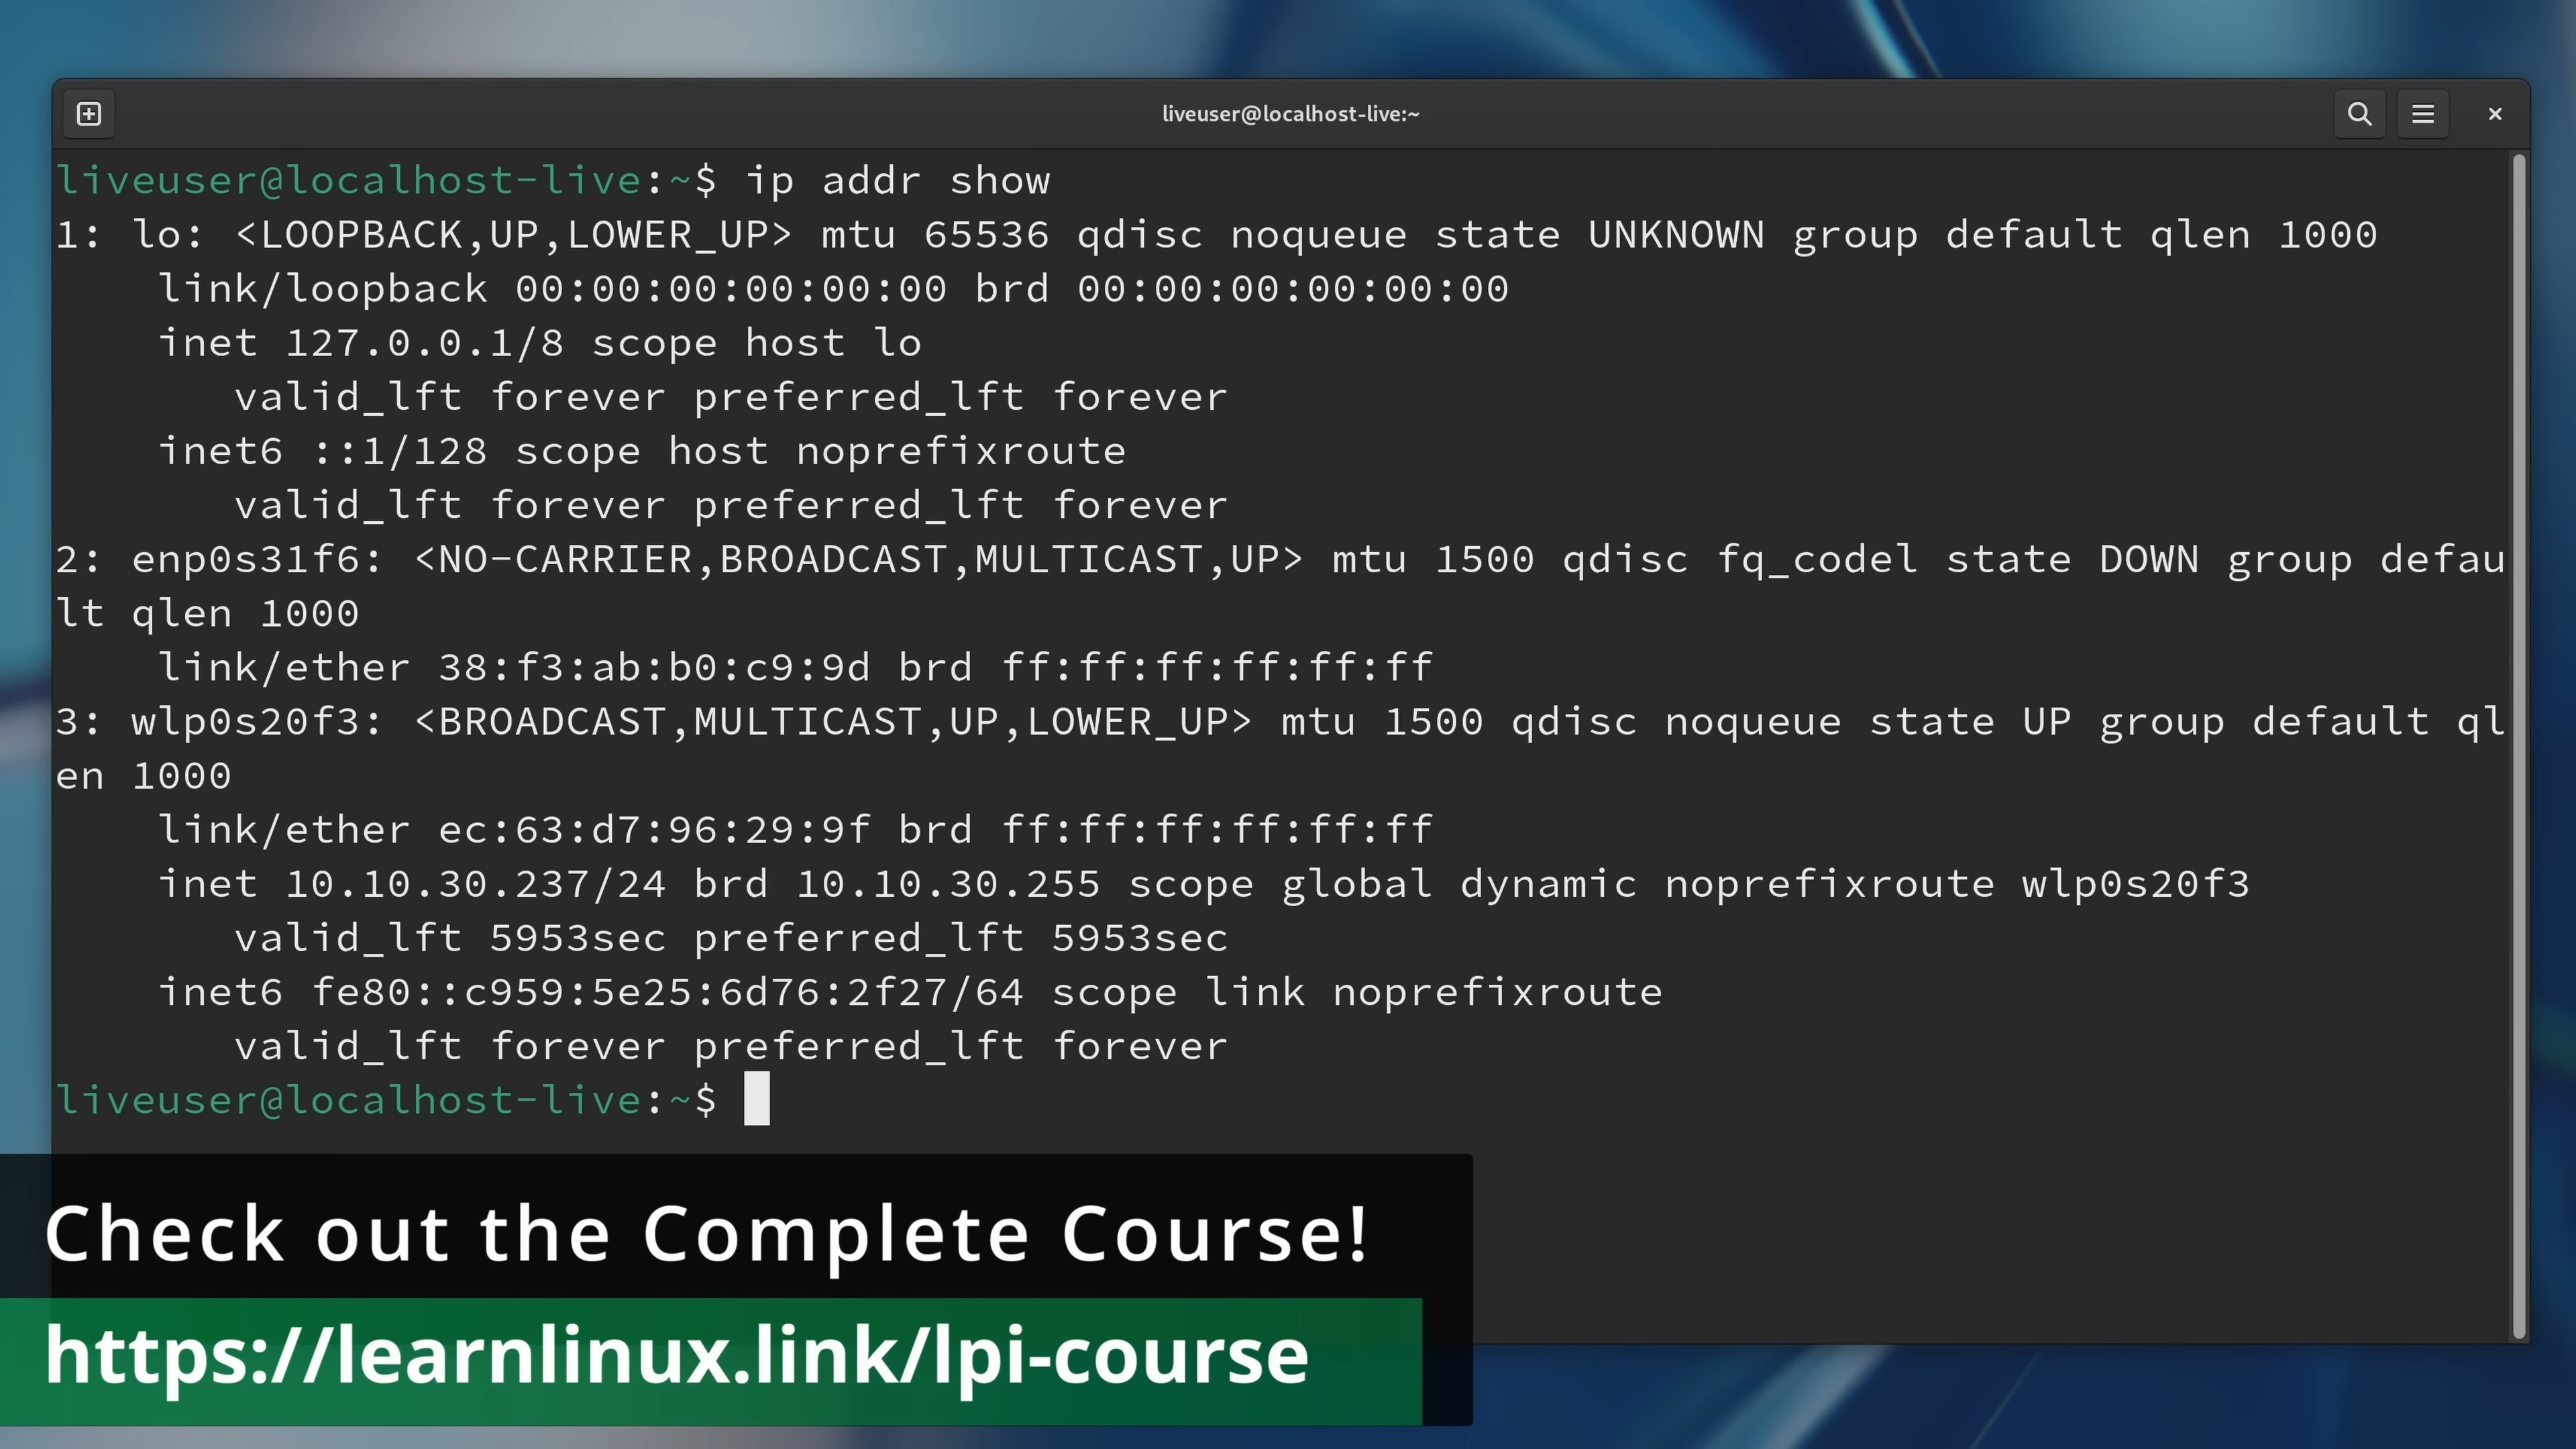 liveuser@localhost-live:~
liveuser@localhost-live:~$ ip addr show
1: lo: <LOOPBACK,UP,LOWER_UP> mtu 65536 qdisc noqueue state UNKNOWN group default qlen 1000
    link/loopback 00:00:00:00:00:00 brd 00:00:00:00:00:00
    inet 127.0.0.1/8 scope host lo
       valid_lft forever preferred_lft forever
    inet6 ::1/128 scope host noprefixroute
       valid_lft forever preferred_lft forever
2: enp0s31f6: <NO-CARRIER,BROADCAST,MULTICAST,UP> mtu 1500 qdisc fq_codel state DOWN group defau
lt qlen 1000
    link/ether 38:f3:ab:b0:c9:9d brd ff:ff:ff:ff:ff:ff
3: wlp0s20f3: <BROADCAST,MULTICAST,UP,LOWER_UP> mtu 1500 qdisc noqueue state UP group default ql
en 1000
    link/ether ec:63:d7:96:29:9f brd ff:ff:ff:ff:ff:ff
    inet 10.10.30.237/24 brd 10.10.30.255 scope global dynamic noprefixroute wlp0s20f3
       valid_lft 5953sec preferred_lft 5953sec
    inet6 fe80::c959:5e25:6d76:2f27/64 scope link noprefixroute
       valid_lft forever preferred_lft forever
liveuser@localhost-live:~$
Check out the Complete Course!
https://learnlinux.link/lpi-course